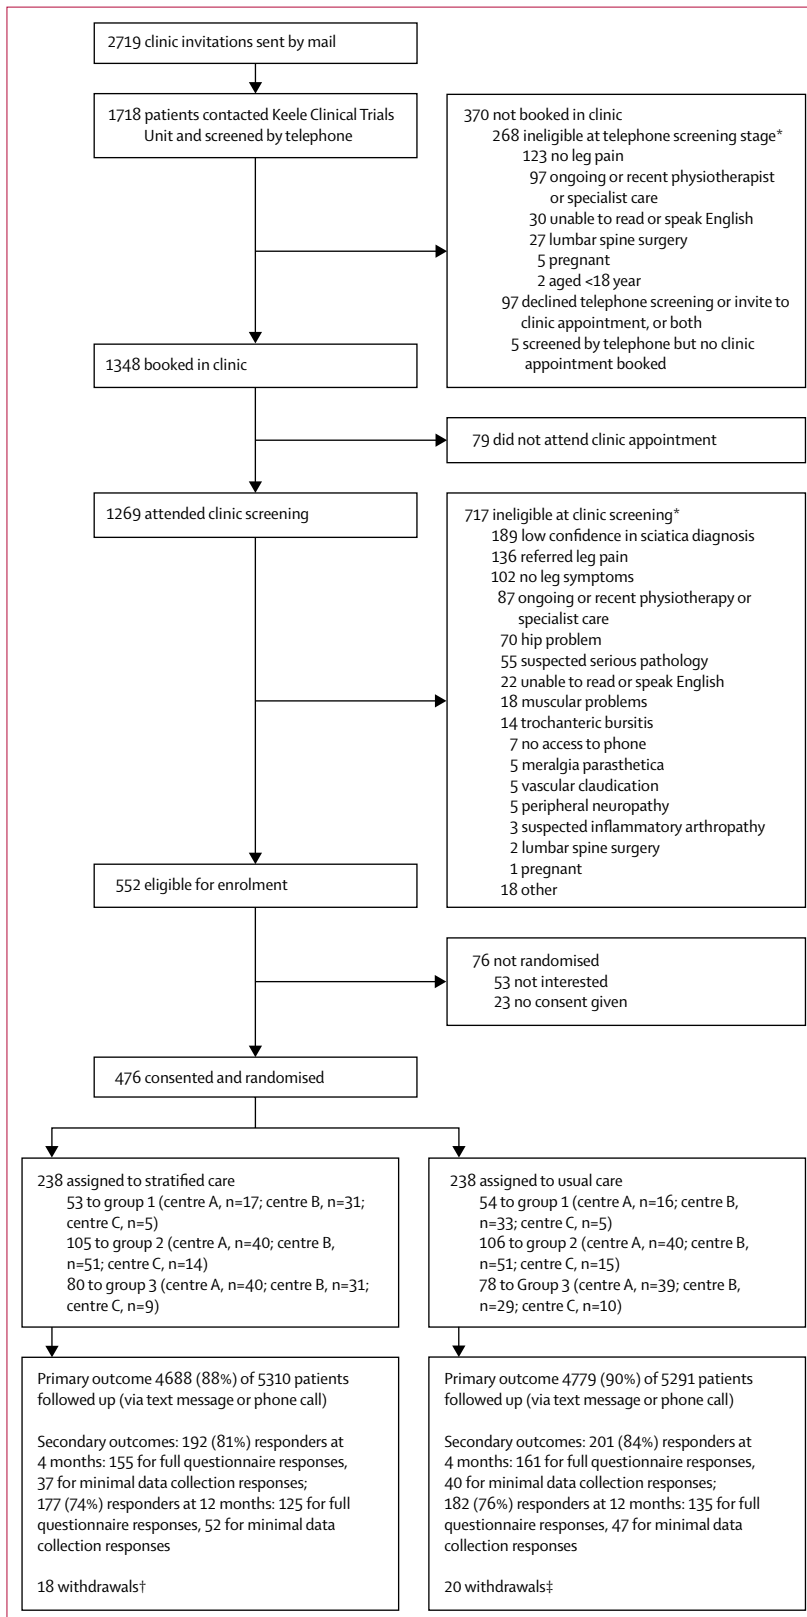 2719 clinic invitations sent by mail
1718 patients contacted Keele Clinical Trials
Unit and screened by telephone
370 not booked in clinic
268 ineligible at telephone screening stage*
123 no leg pain
97 ongoing or recent physiotherapist
or specialist care
30 unable to read or speak English
27 lumbar spine surgery
5 pregnant
2 aged <18 year
97 declined telephone screening or invite to
clinic appointment, or both
5 screened by telephone but no clinic
appointment booked
1348 booked in clinic
79 did not attend clinic appointment
1269 attended clinic screening
717 ineligible at clinic screening*
189 low confidence in sciatica diagnosis
136 referred leg pain
102 no leg symptoms
87 ongoing or recent physiotherapy or
specialist care
70 hip problem
55 suspected serious pathology
22 unable to read or speak English
18 muscular problems
14 trochanteric bursitis
7 no access to phone
5 meralgia parasthetica
5 vascular claudication
5 peripheral neuropathy
3 suspected inflammatory arthropathy
2 lumbar spine surgery
1 pregnant
18 other
552 eligible for enrolment
76 not randomised
53 not interested
23 no consent given
476 consented and randomised
238 assigned to stratified care
53 to group 1 (centre A, n=17; centre B, n=31;
centre C, n=5)
105 to group 2 (centre A, n=40; centre B,
n=51; centre C, n=14)
80 to group 3 (centre A, n=40; centre B, n=31;
centre C, n=9)
238 assigned to usual care
54 to group 1 (centre A, n=16; centre B,
n=33; centre C, n=5)
106 to group 2 (centre A, n=40; centre B,
n=51; centre C, n=15)
78 to Group 3 (centre A, n=39; centre B,
n=29; centre C, n=10)
Primary outcome 4688 (88%) of 5310 patients
followed up (via text message or phone call)
Secondary outcomes: 192 (81%) responders at
4 months: 155 for full questionnaire responses,
37 for minimal data collection responses;
177 (74%) responders at 12 months: 125 for full
questionnaire responses, 52 for minimal data
collection responses
18 withdrawals†
Primary outcome 4779 (90%) of 5291 patients
followed up (via text message or phone call)
Secondary outcomes: 201 (84%) responders at
4 months: 161 for full questionnaire responses,
40 for minimal data collection responses;
182 (76%) responders at 12 months: 135 for full
questionnaire responses, 47 for minimal data
collection responses
20 withdrawals‡